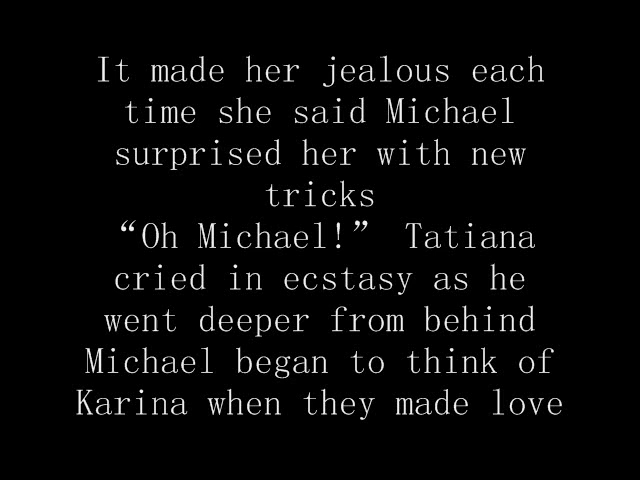 It made her jealous each
time she said Michael
surprised her with new
tricks
“Oh Michael!” Tatiana
cried in ecstasy as he
went deeper from behind
Michael began to think of
Karina when they made love